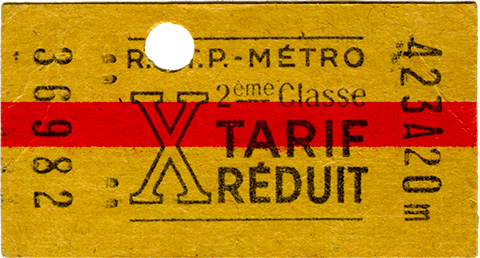 36982
R.A.T.P.-MÉTRO
2ème Classe
X
TARIF
RÉDUIT
423A20m